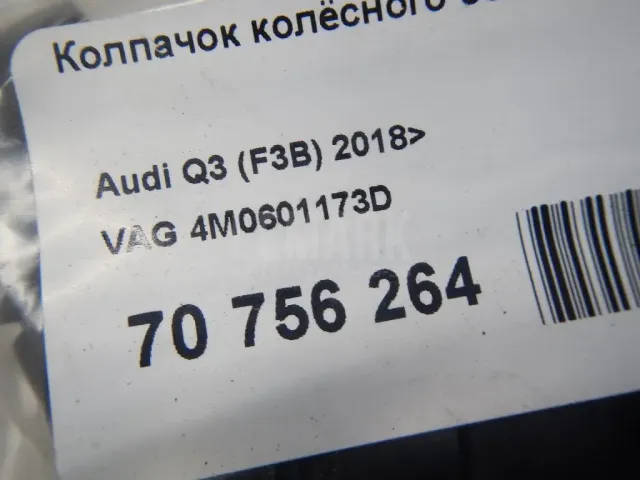 Колпачок колёсного
Audi Q3 (F3B) 2018>
VAG 4M0601173D
70 756 264